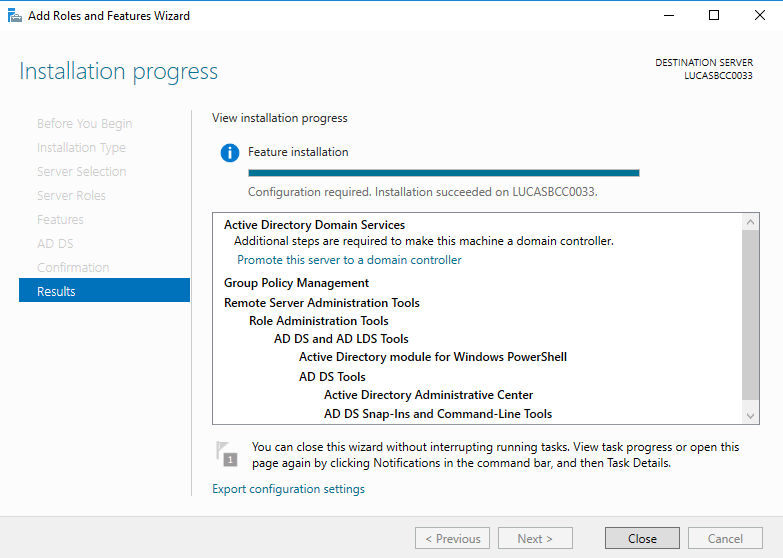 Add Roles and Features Wizard
Installation progress
DESTINATION SERVER
LUCASBCC0033
Before You Begin
Installation Type
Server Selection
Server Roles
Features
AD DS
Confirmation
Results
View installation progress
Feature installation
Configuration required. Installation succeeded on LUCASBCC0033.
Active Directory Domain Services
Additional steps are required to make this machine a domain controller.
Promote this server to a domain controller
Group Policy Management
Remote Server Administration Tools
Role Administration Tools
AD DS and AD LDS Tools
Active Directory module for Windows PowerShell
AD DS Tools
Active Directory Administrative Center
AD DS Snap-Ins and Command-Line Tools
1
You can close this wizard without interrupting running tasks. View task progress or open this
page again by clicking Notifications in the command bar, and then Task Details.
Export configuration settings
< Previous
Next >
Close
Cancel